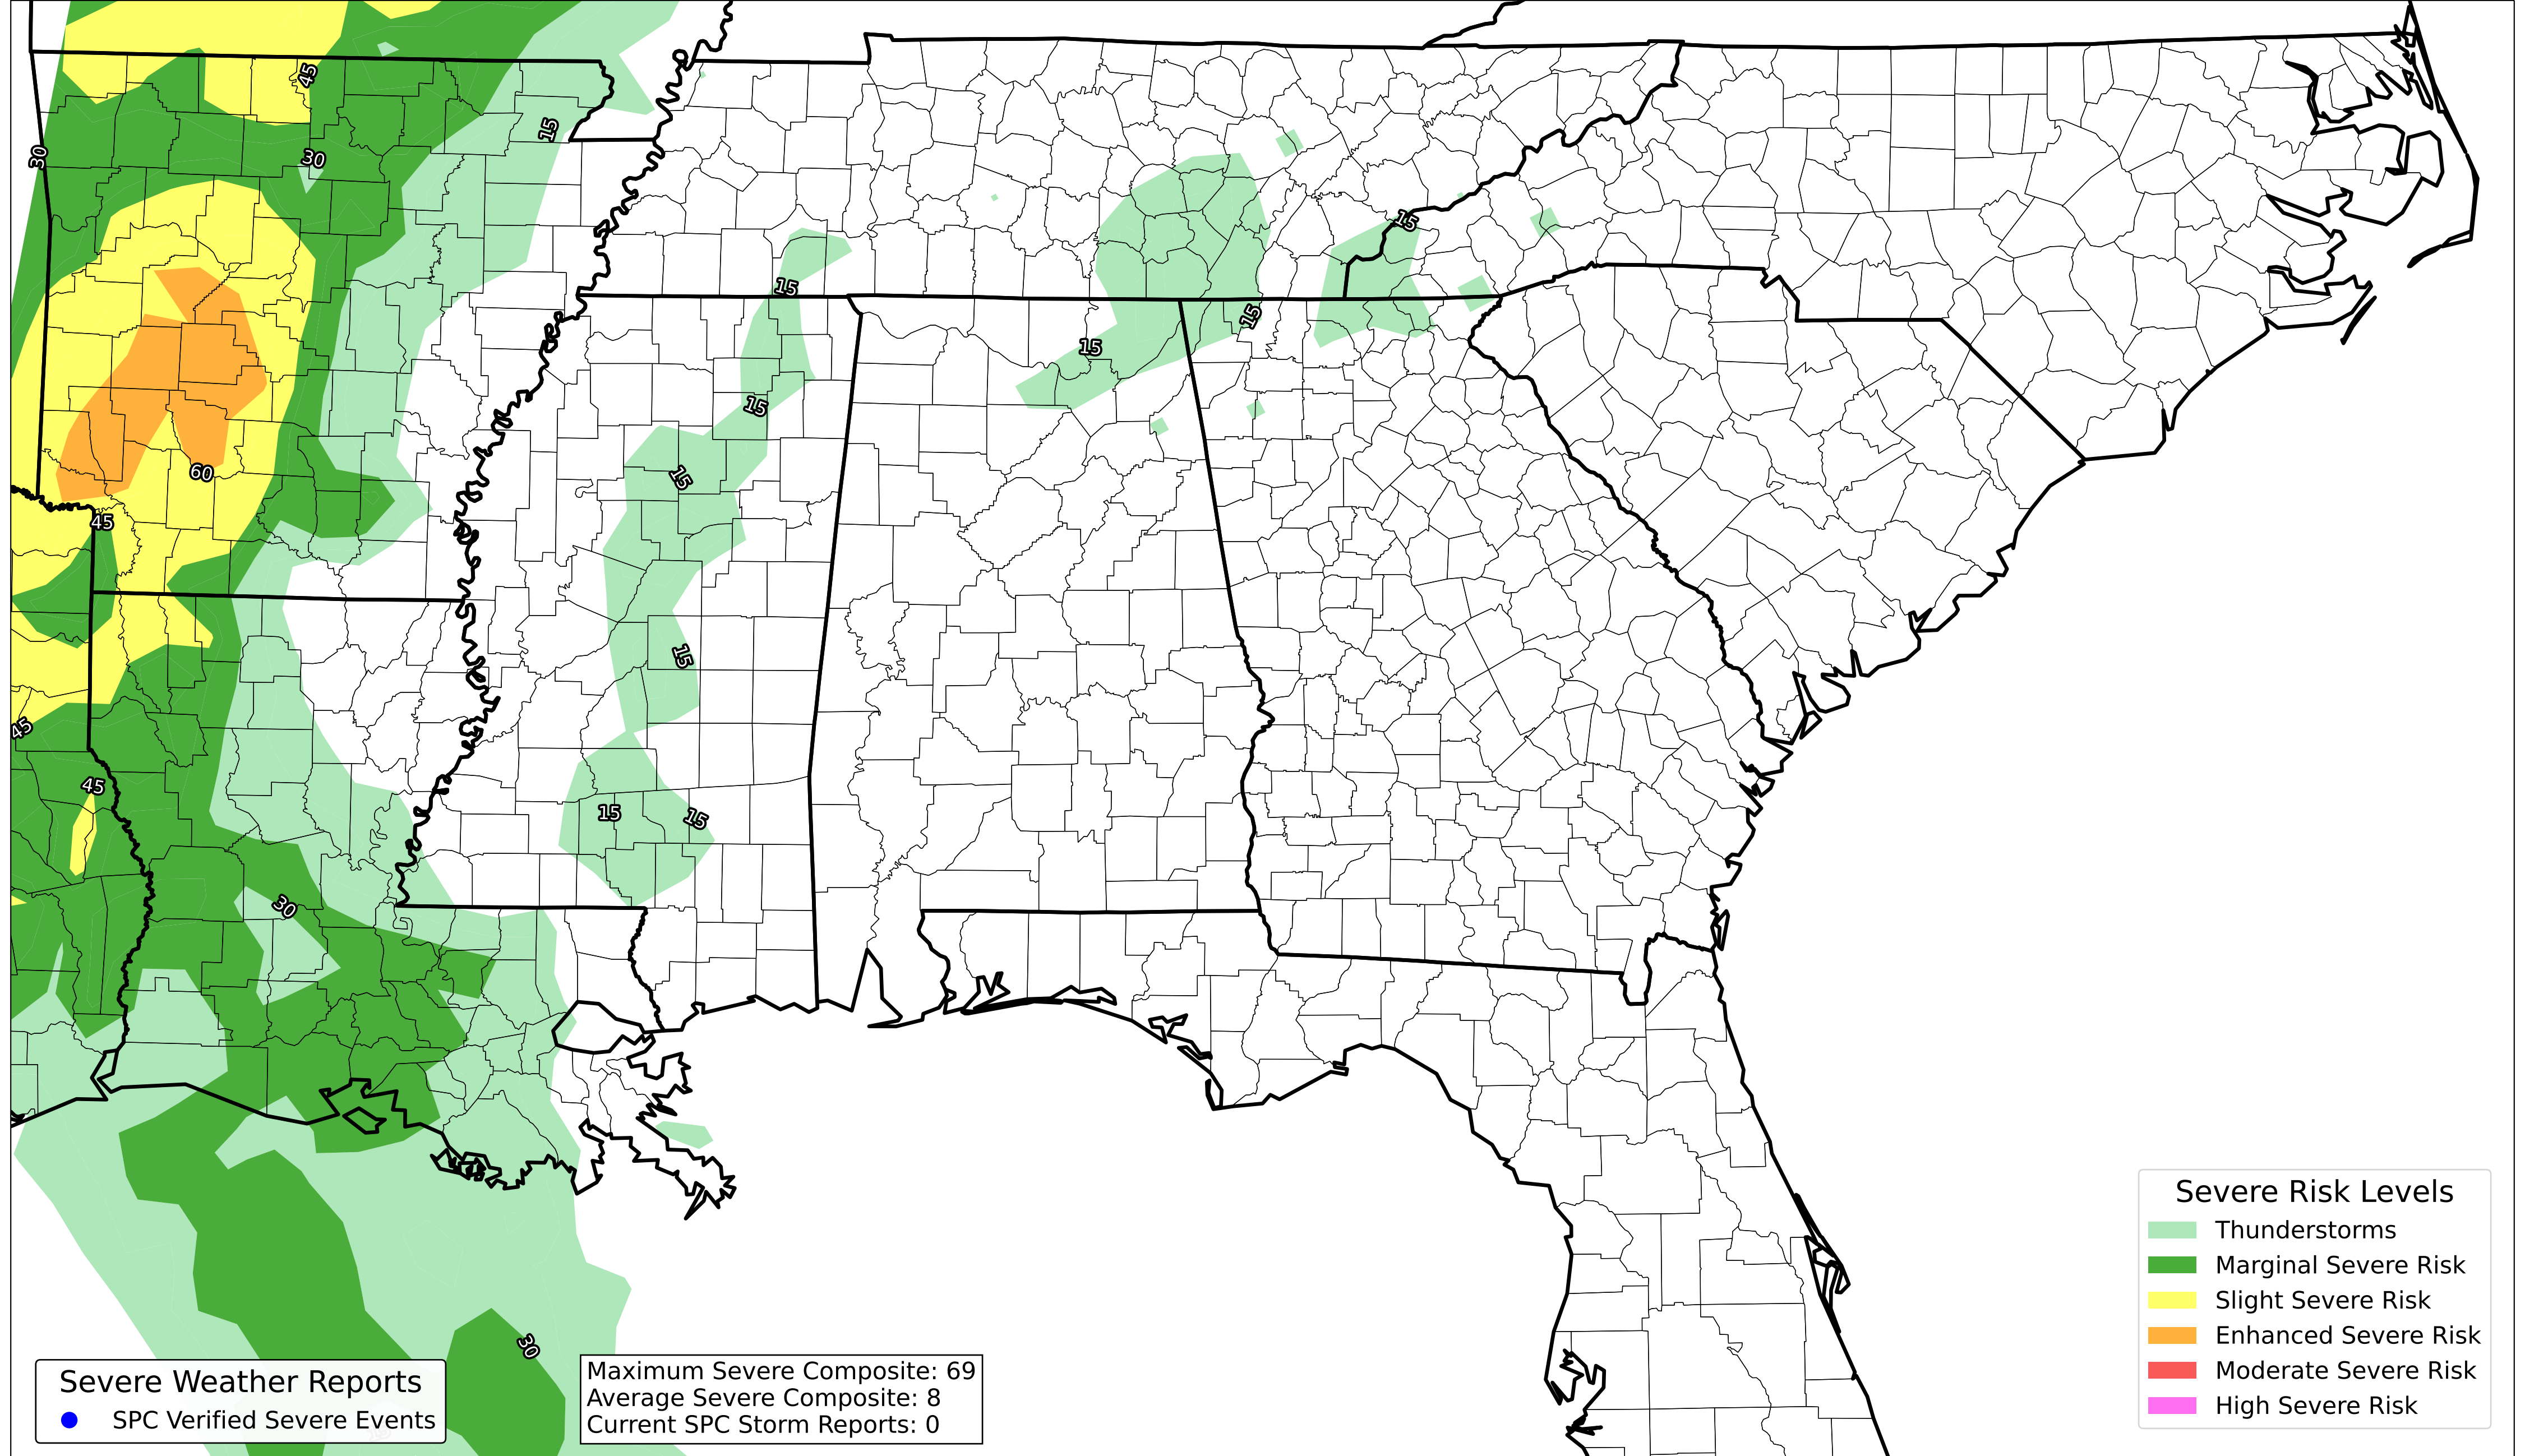 45
15
30
30
15
15
15
15
15
15
15
60
45
15
45
45
15
15
30
30
Severe Risk Levels
Thunderstorms
Marginal Severe Risk
Slight Severe Risk
Enhanced Severe Risk
Moderate Severe Risk
High Severe Risk
Severe Weather Reports
SPC Verified Severe Events
Maximum Severe Composite: 69
Average Severe Composite: 8
Current SPC Storm Reports: 0